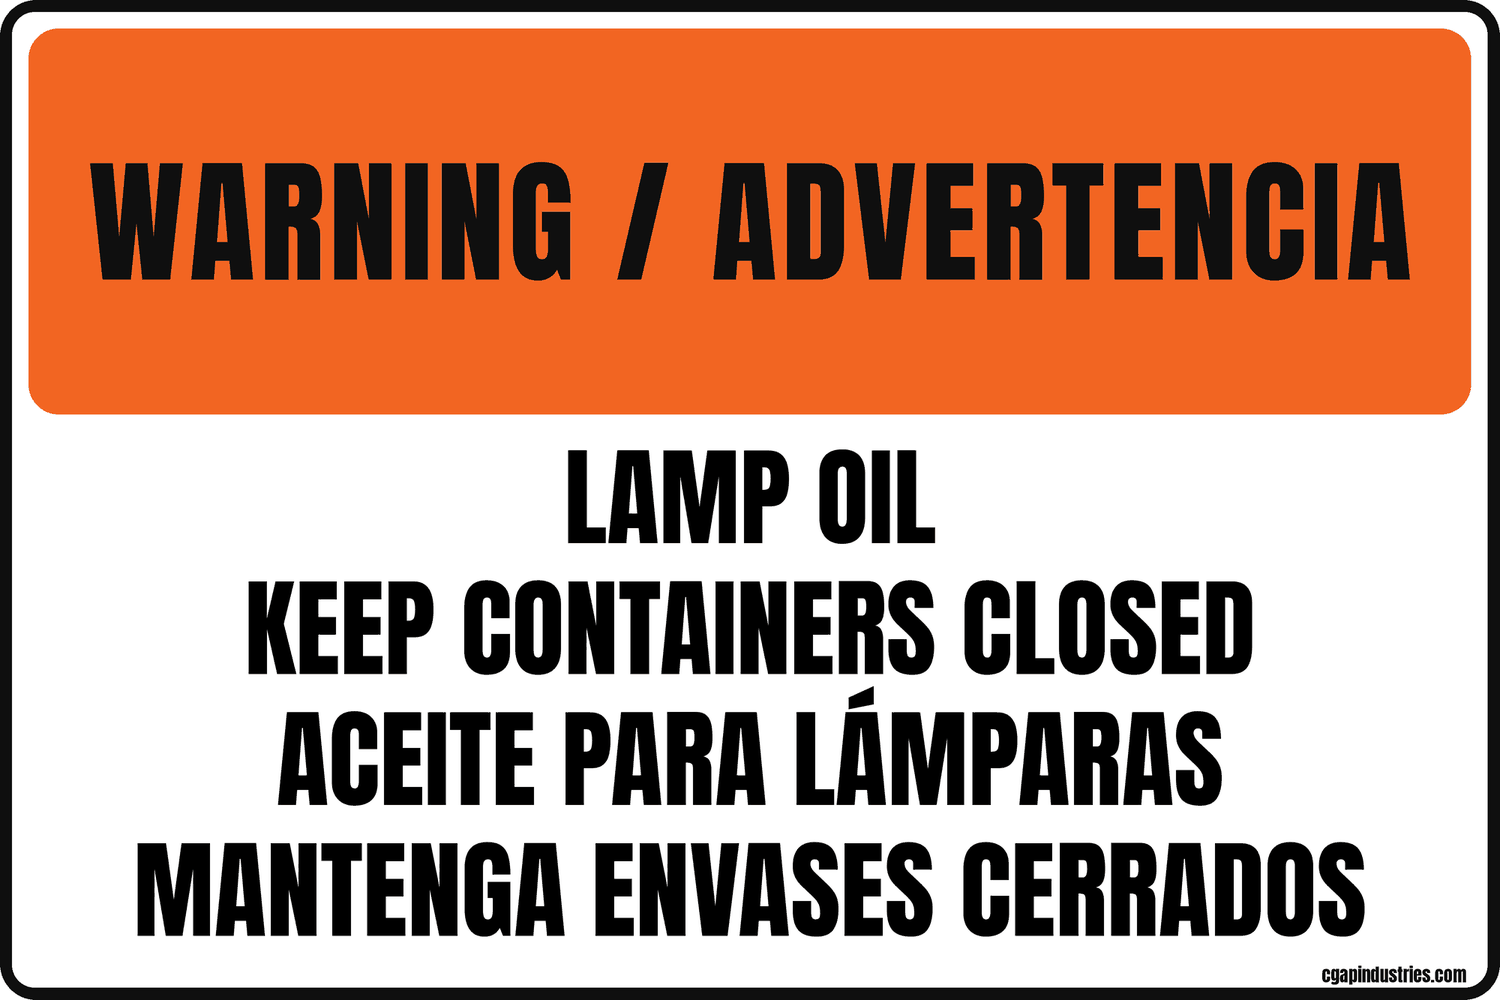 WARNING / ADVERTENCIA
LAMP OIL
KEEP CONTAINERS CLOSED
ACEITE PARA LÁMPARAS
MANTENGA ENVASES CERRADOS
cgapindustries.com